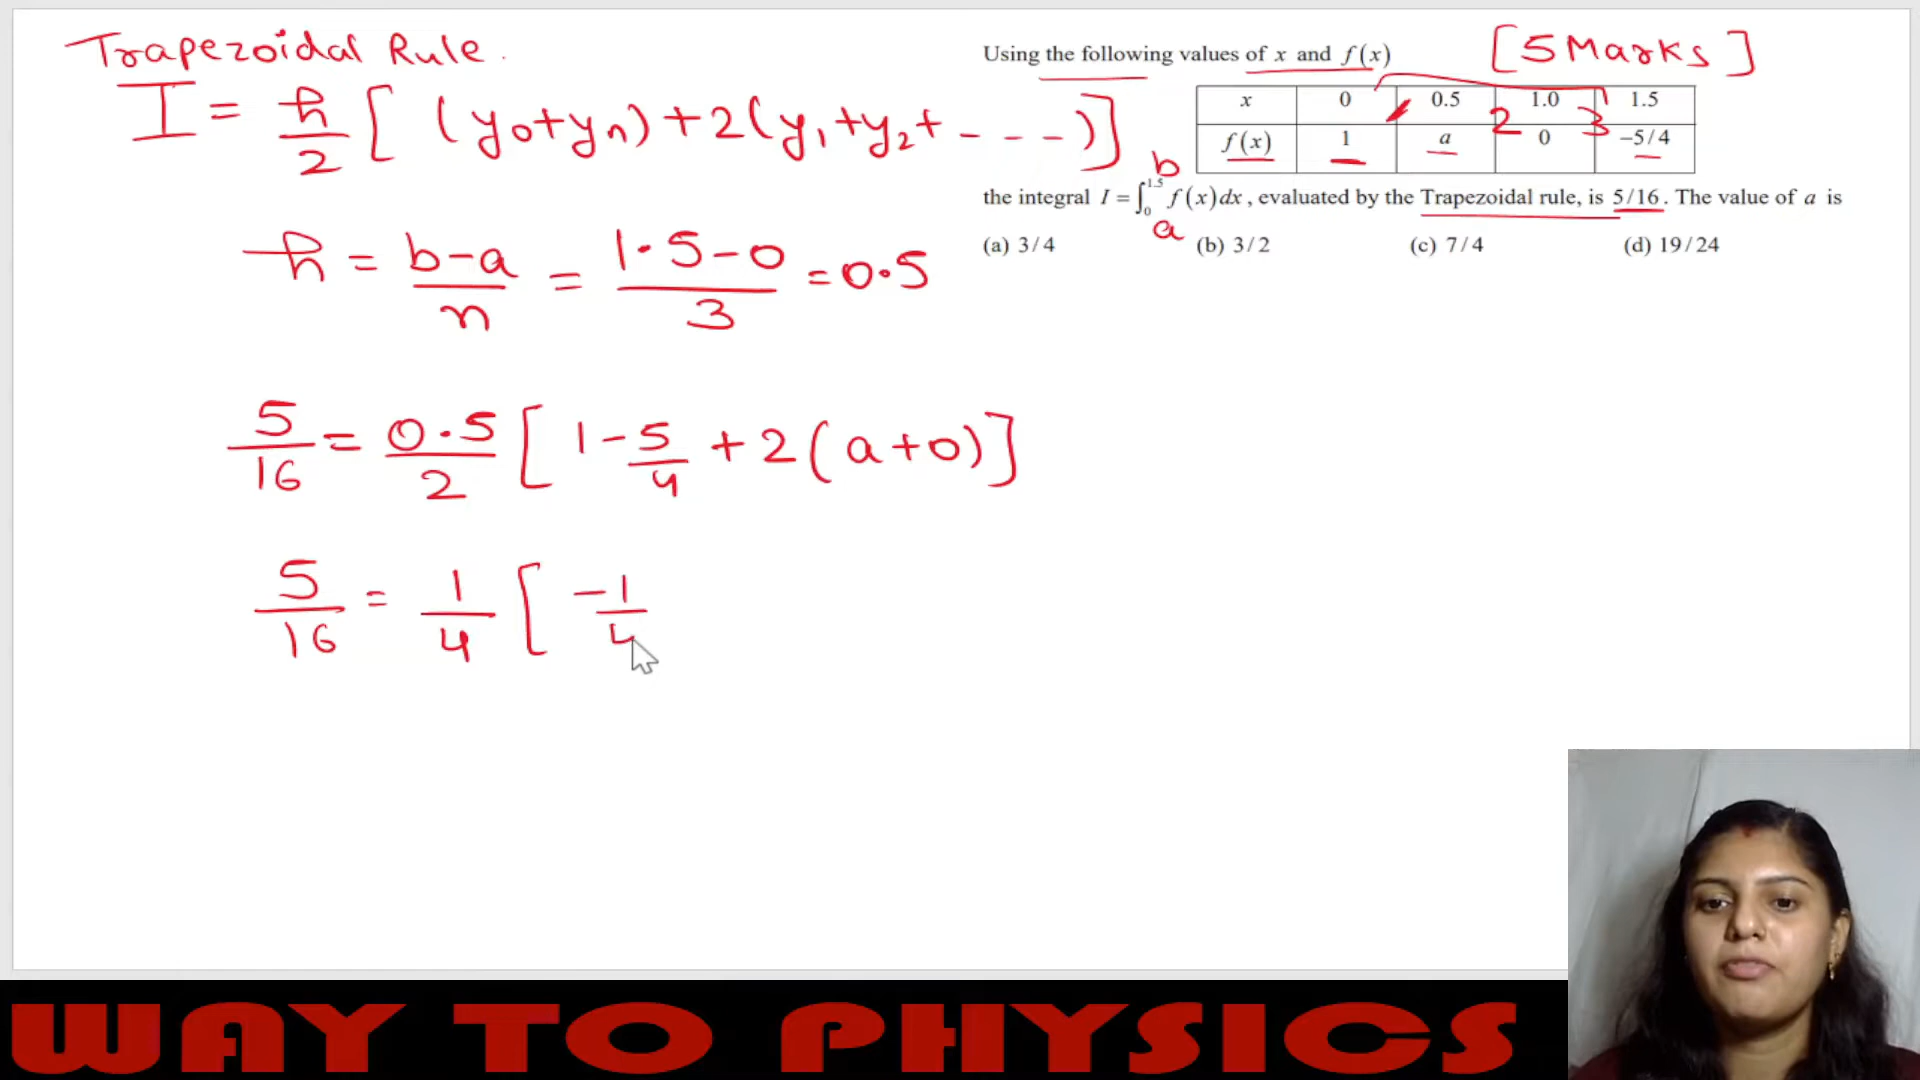 Trapezoidal Rule.
I = h/2 [ (y0+yn)+2(y1+y2+ - - - )]
h = b-a/n = 1.5-0/3 = 0.5
5/16 = 0.5/2 [ 1-5/4 +2(a+0)]
5/16 = 1/4 [ -1/4
Using the following values of x and f(x)
[5 Marks]
x 0 0.5 1.0 1.5
1 2 3
f(x) 1 a 0 −5/4
b
the integral I = ∫₀^1.5 f(x)dx, evaluated by the Trapezoidal rule, is 5/16. The value of a is
a
(a) 3/4 (b) 3/2 (c) 7/4 (d) 19/24
WAY TO PHYSICS